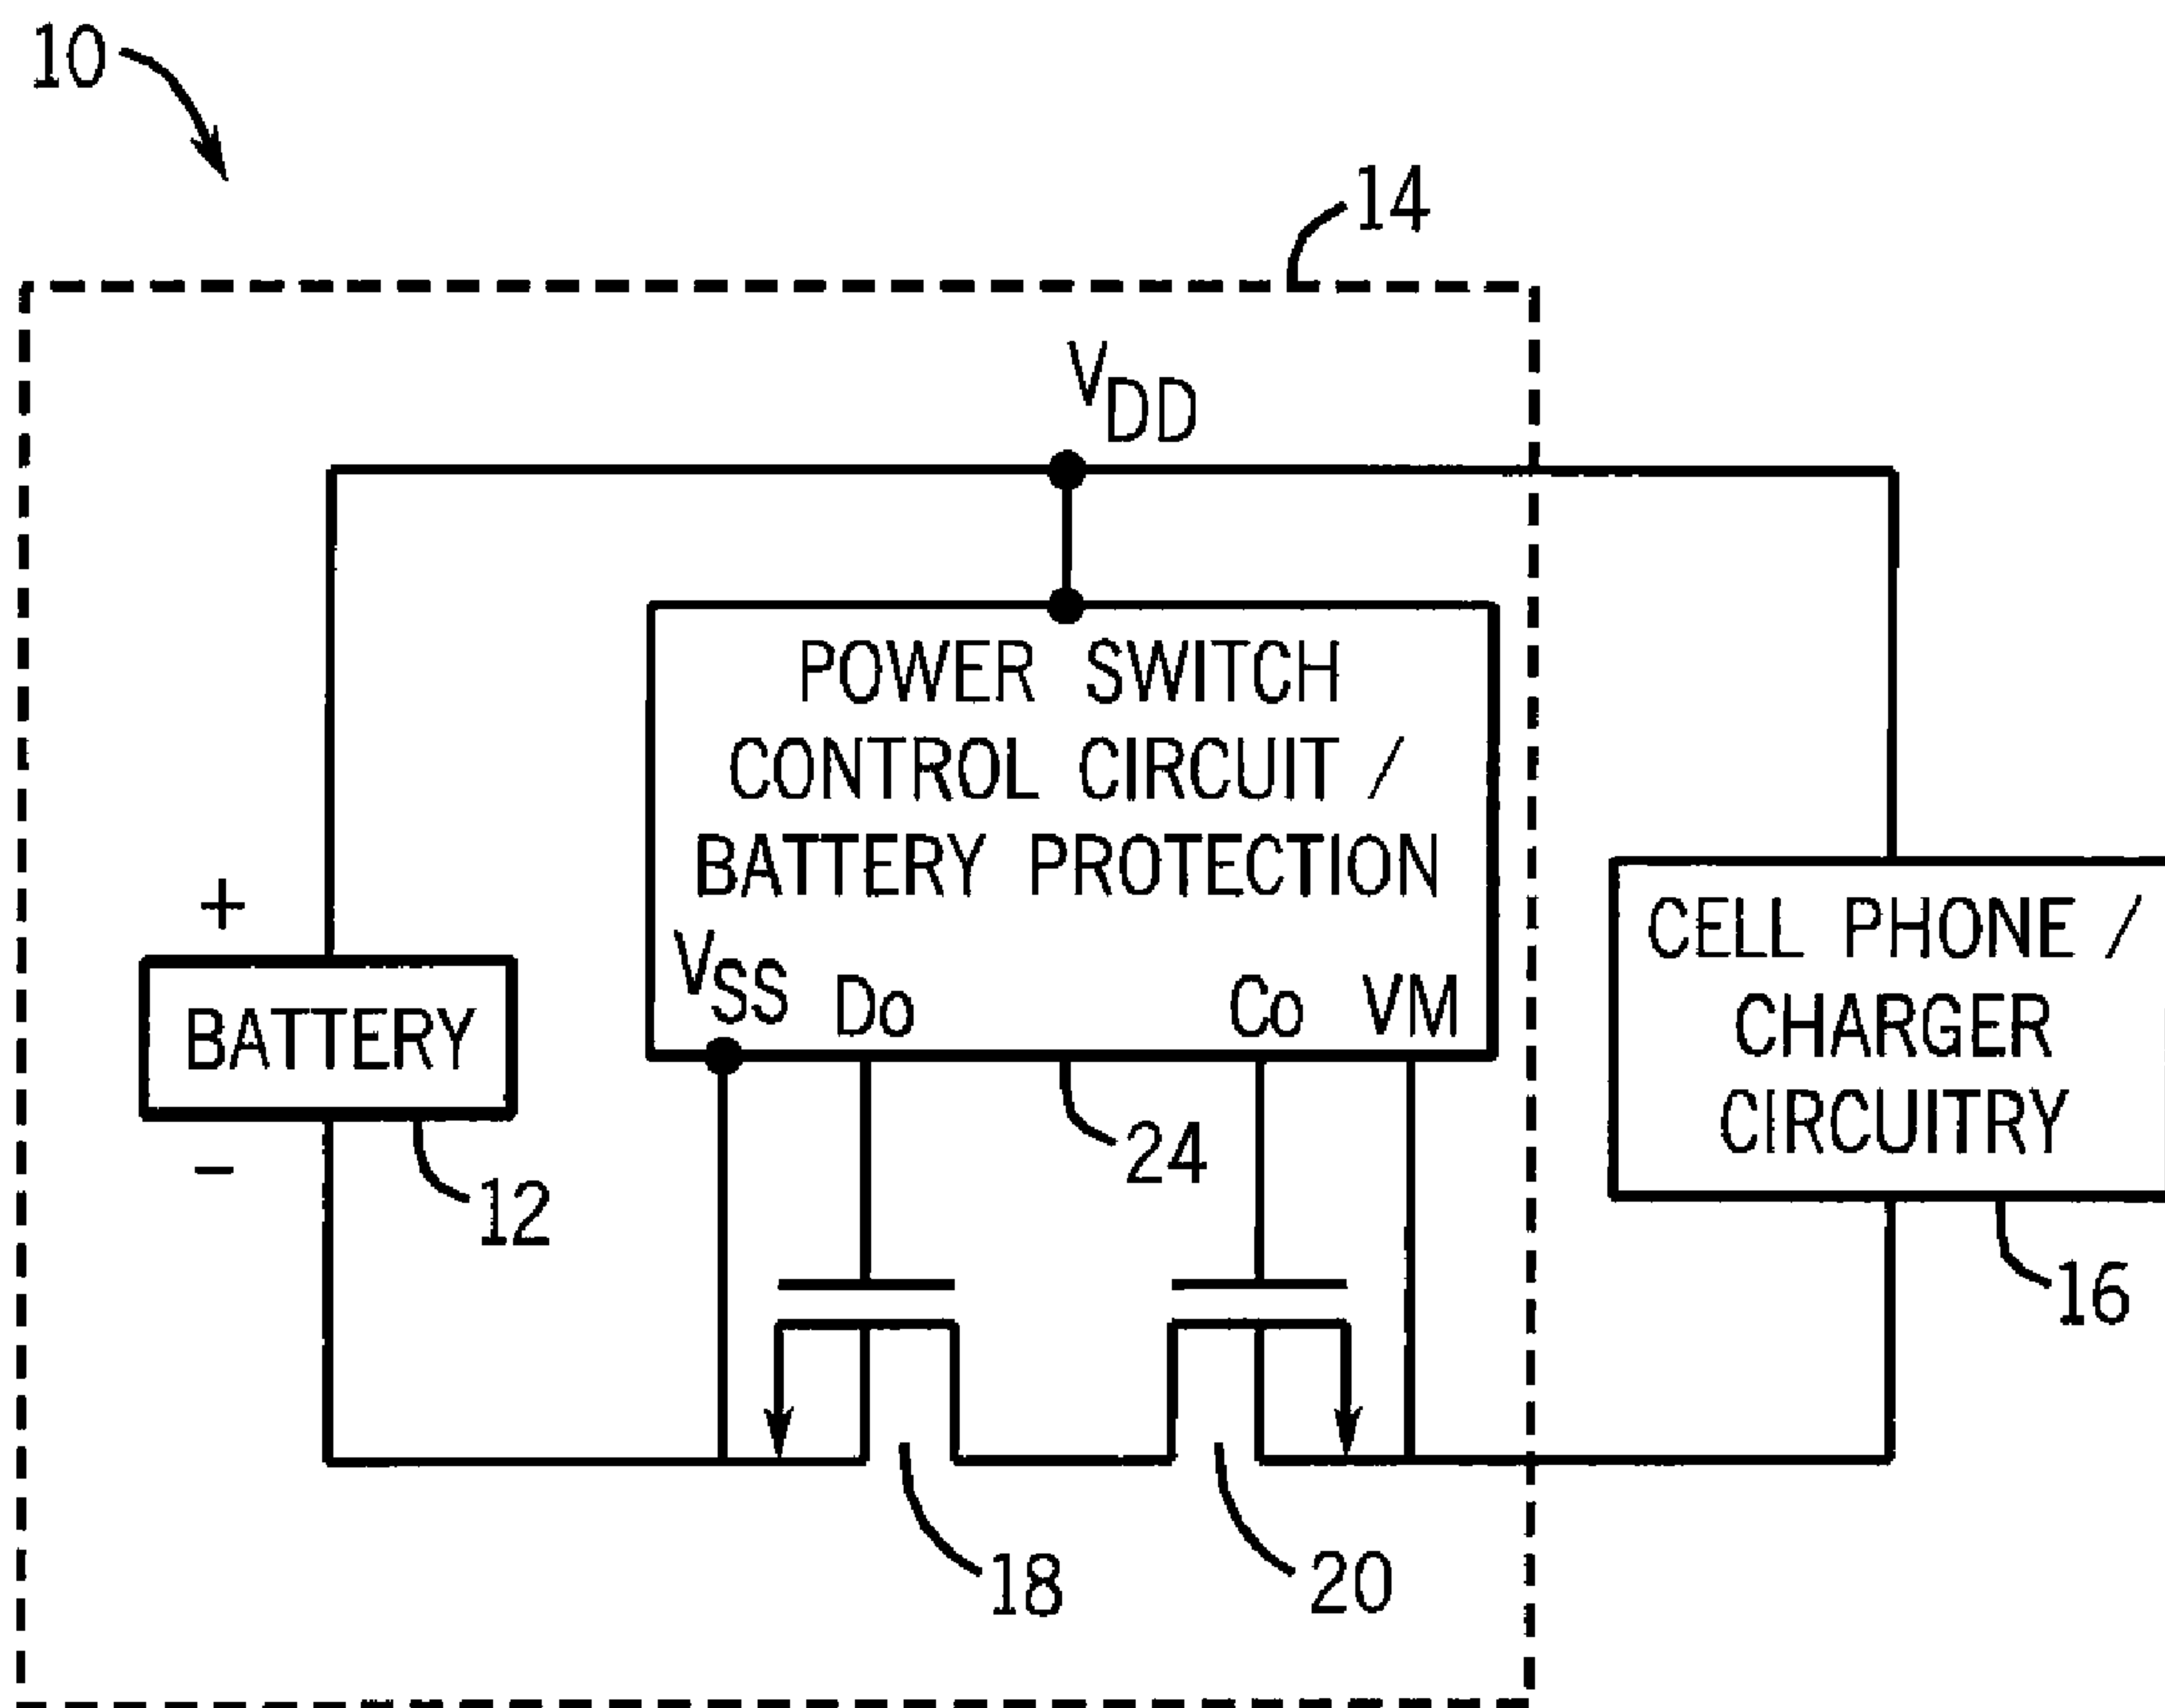 10
14
VDD
POWER SWITCH
CONTROL CIRCUIT /
BATTERY PROTECTION
VSS Do Co VM
+
BATTERY
−
12
24
CELL PHONE /
CHARGER
CIRCUITRY
16
18
20